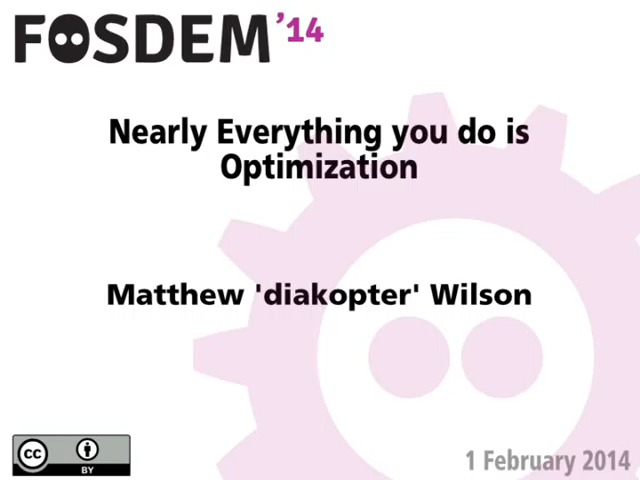 FOSDEM'14
Nearly Everything you do is
Optimization
Matthew 'diakopter' Wilson
cc
BY
1 February 2014